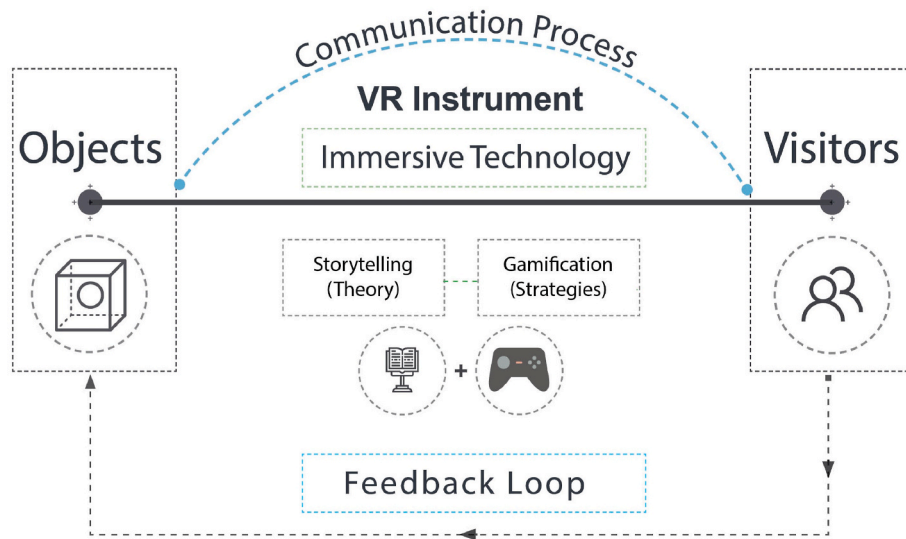 Communication Process
VR Instrument
Objects
Immersive Technology
Visitors
Storytelling
(Theory)
Gamification
(Strategies)
+
Feedback Loop